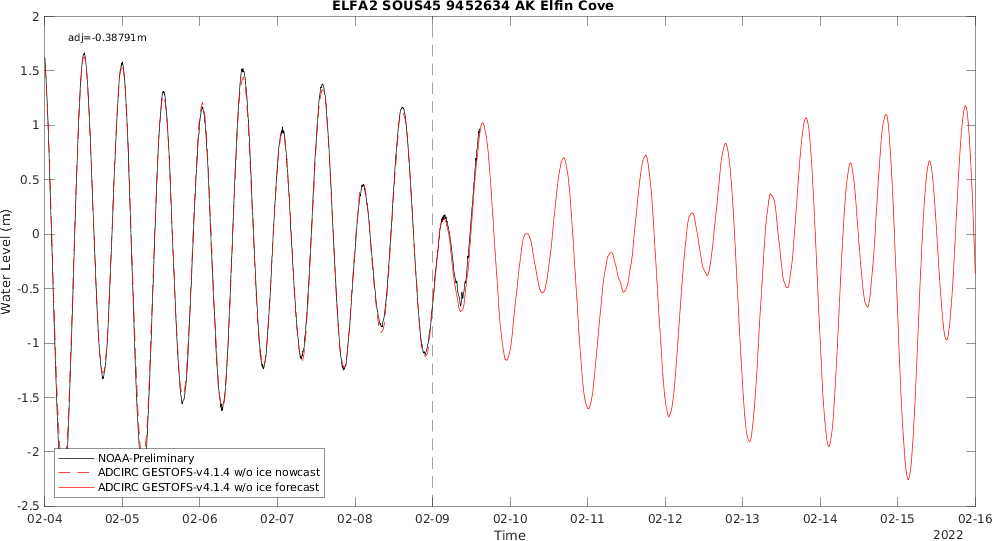 ELFA2 SOUS45 9452634 AK Elfin Cove
adj=-0.38791m
Water Level (m)
2
1.5
1
0.5
0
-0.5
-1
-1.5
-2
-2.5
NOAA-Preliminary
ADCIRC GESTOFS-v4.1.4 w/o ice nowcast
ADCIRC GESTOFS-v4.1.4 w/o ice forecast
02-04 02-05 02-06 02-07 02-08 02-09 02-10 02-11 02-12 02-13 02-14 02-15 02-16
Time
2022